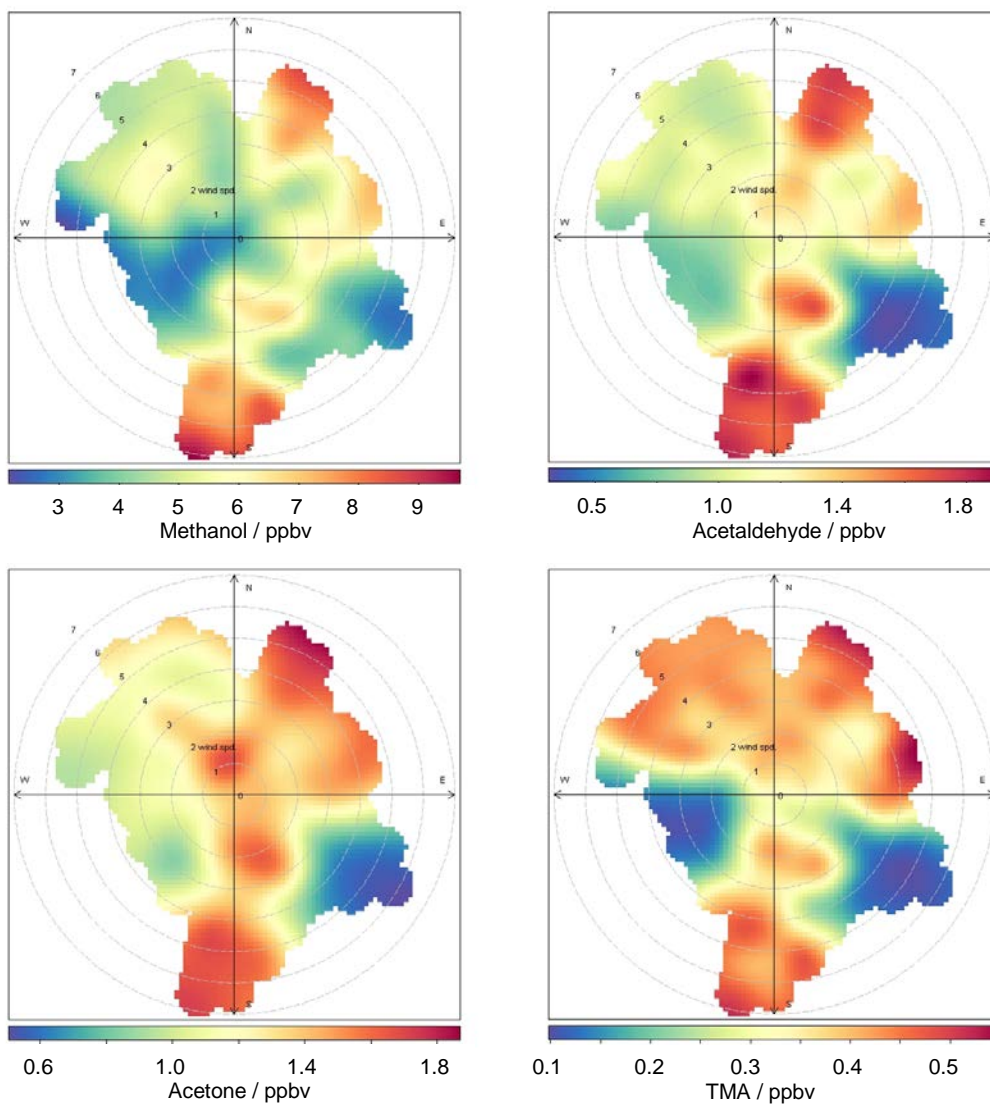 N
7
6
5
4
3
2 wind spd.
1
W
0
E
S
3 4 5 6 7 8 9
Methanol / ppbv
N
7
6
5
4
3
2 wind spd.
1
W
0
E
S
0.5 1.0 1.4 1.8
Acetaldehyde / ppbv
N
7
6
5
4
3
2 wind spd.
1
W
0
E
S
0.6 1.0 1.4 1.8
Acetone / ppbv
N
7
6
5
4
3
2 wind spd.
1
W
0
E
S
0.1 0.2 0.3 0.4 0.5
TMA / ppbv